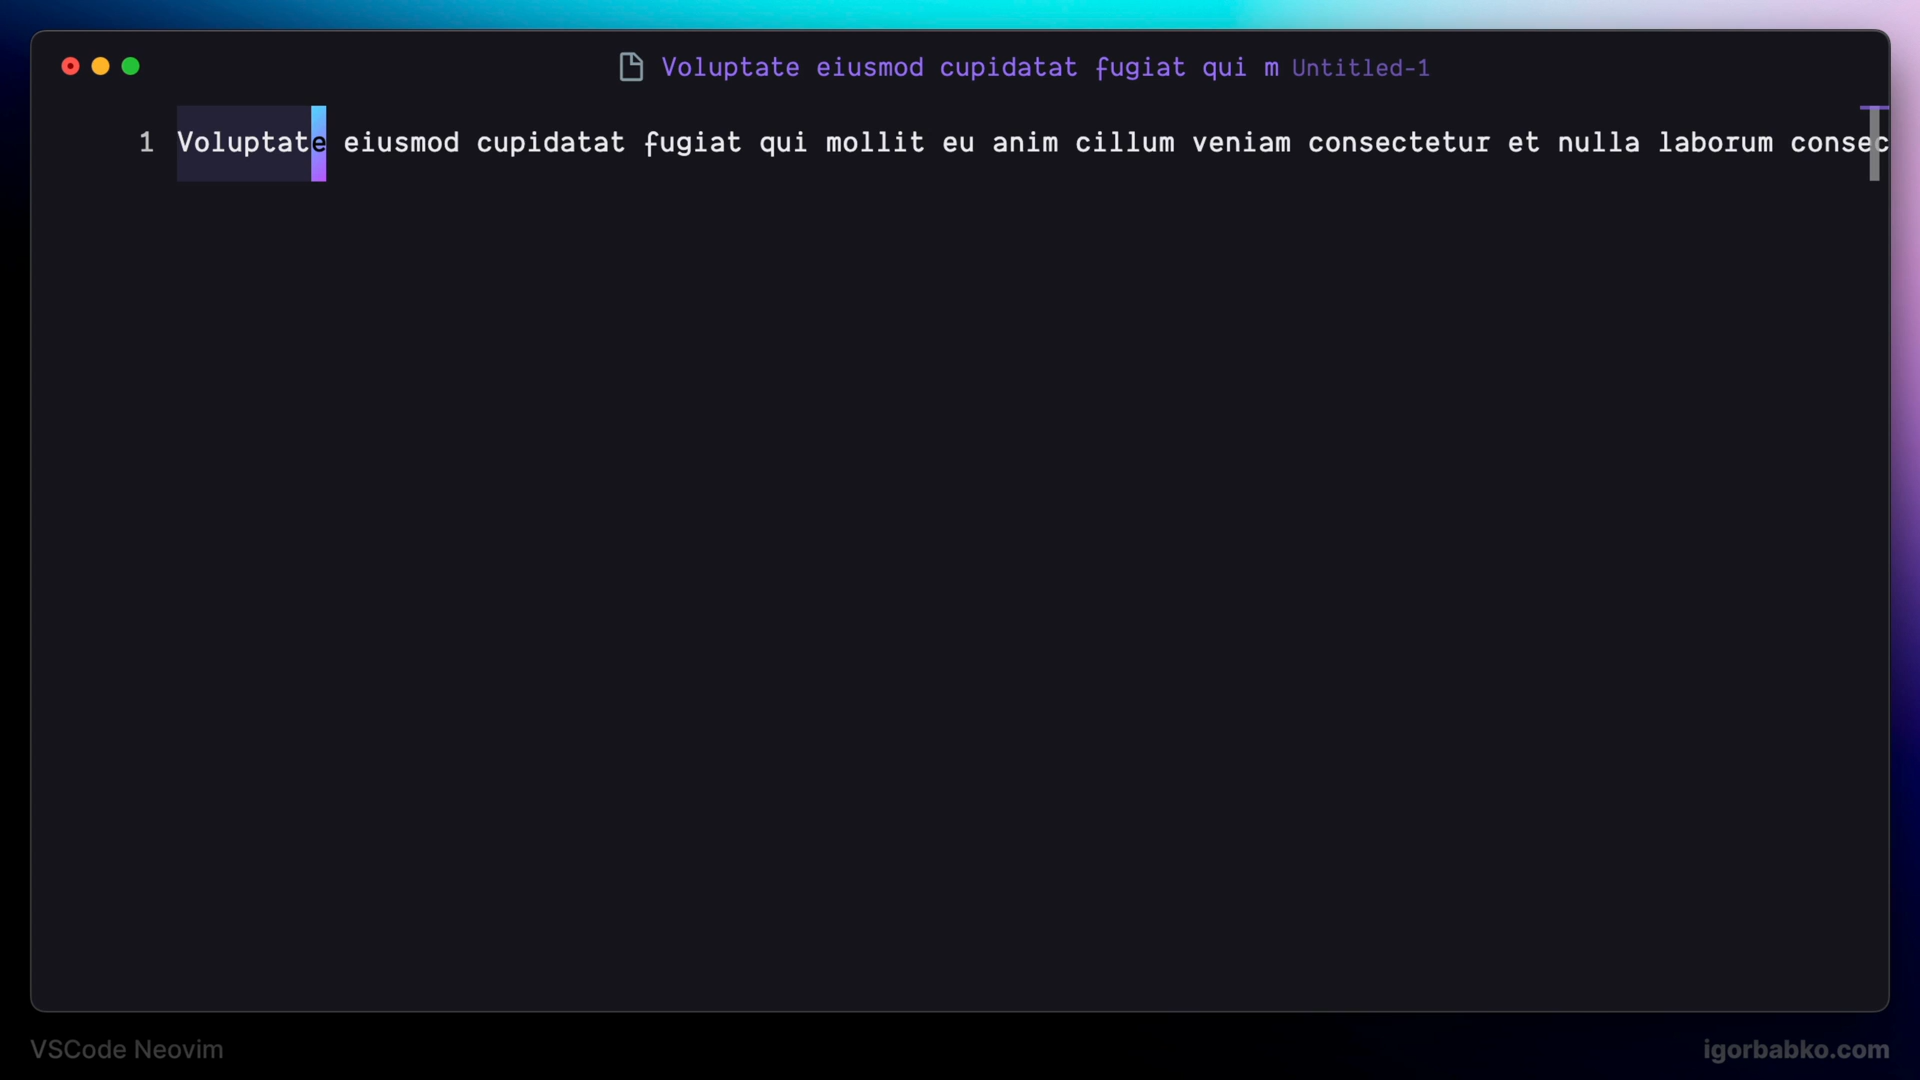 Voluptate eiusmod cupidatat fugiat qui m Untitled-1
1 Voluptate eiusmod cupidatat fugiat qui mollit eu anim cillum veniam consectetur et nulla laborum consec
VSCode Neovim
igorbabko.com